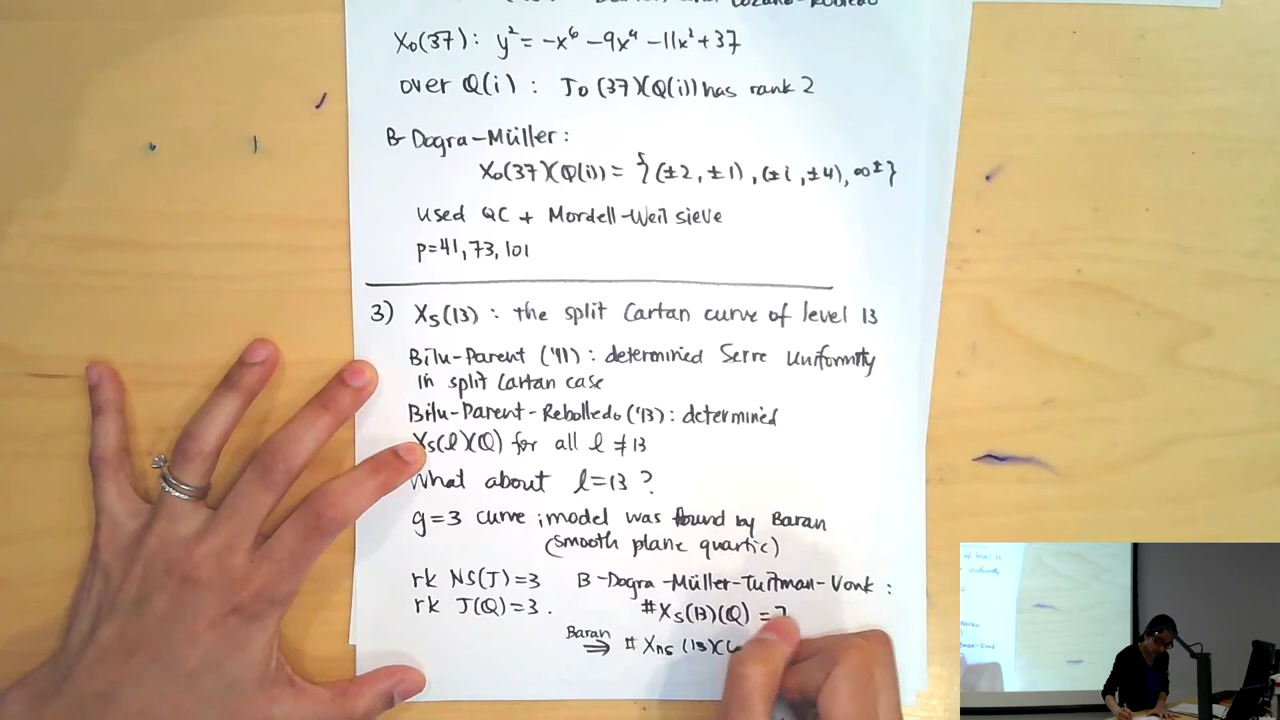 X₀(37): y² = -x⁶ - 9x⁴ - 11x² + 37
over Q(i): J₀(37)(Q(i)) has rank 2
B-Dogra-Müller:
X₀(37)(Q(i)) = {(±2, ±1), (±i, ±4), ∞±}
used QC + Mordell-Weil sieve
p=41, 73, 101
3) Xₛ(13): the split Cartan curve of level 13
Bilu-Parent ('11): determined Serre uniformity
in split Cartan case
Bilu-Parent-Rebolledo ('13): determined
Xₛ(ℓ)(Q) for all ℓ ≠ 13
What about ℓ=13?
g=3 curve; model was found by Baran
(smooth plane quartic)
rk NS(J)=3 B-Dogra-Müller-Tuitman-Vonk:
rk J(Q)=3. #Xₛ(13)(Q) = 7
Baran ⇒ #Xₙₛ(13)(